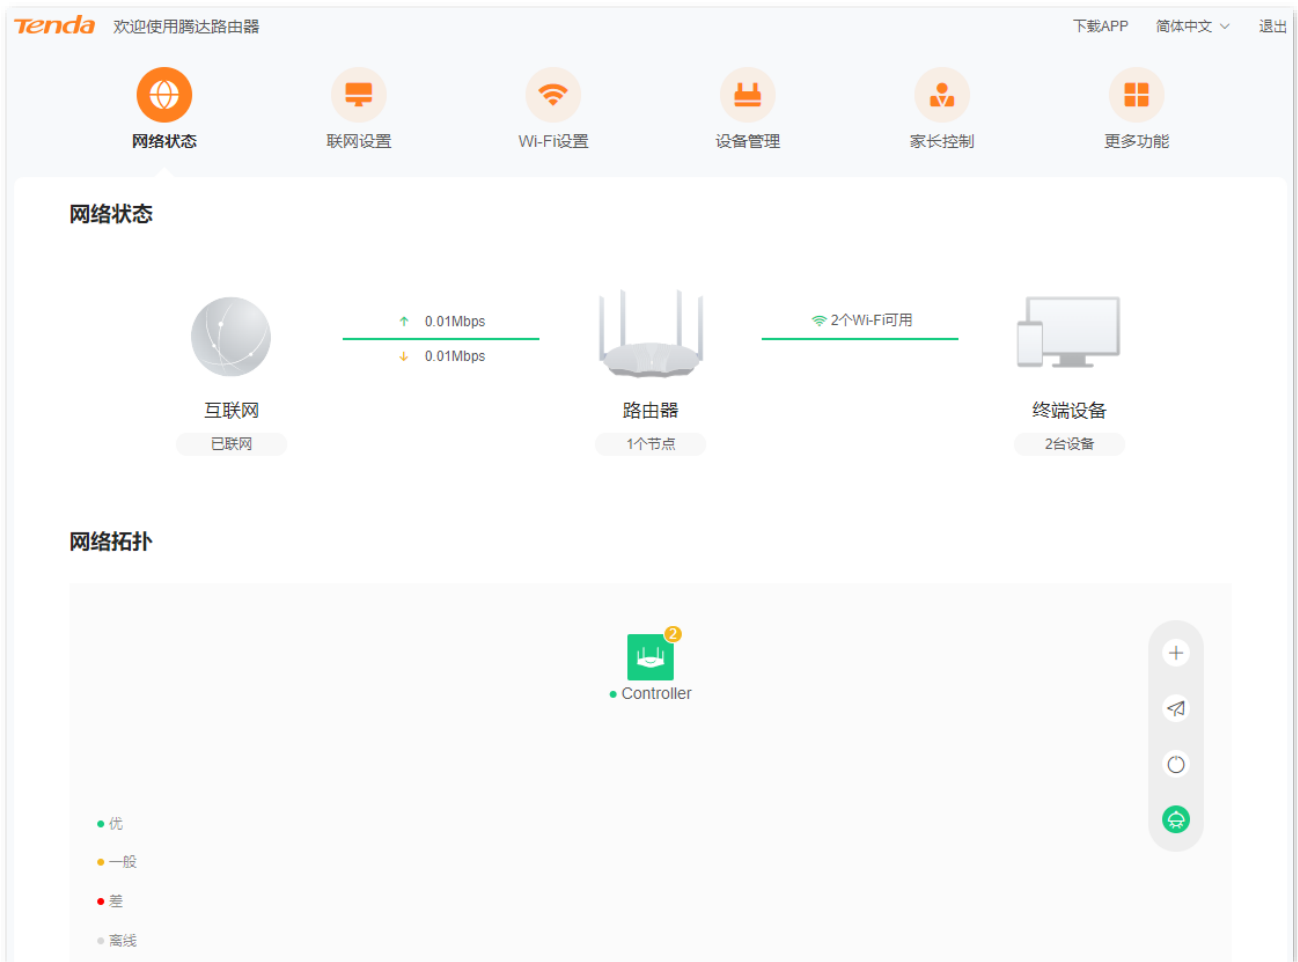 Tenda 欢迎使用腾达路由器 下载APP 简体中文 退出
网络状态 联网设置 Wi-Fi设置 设备管理 家长控制 更多功能
网络状态
0.01Mbps 2个Wi-Fi可用
0.01Mbps
互联网 路由器 终端设备
已联网 1个节点 2台设备
网络拓扑
2
Controller
优
一般
差
离线